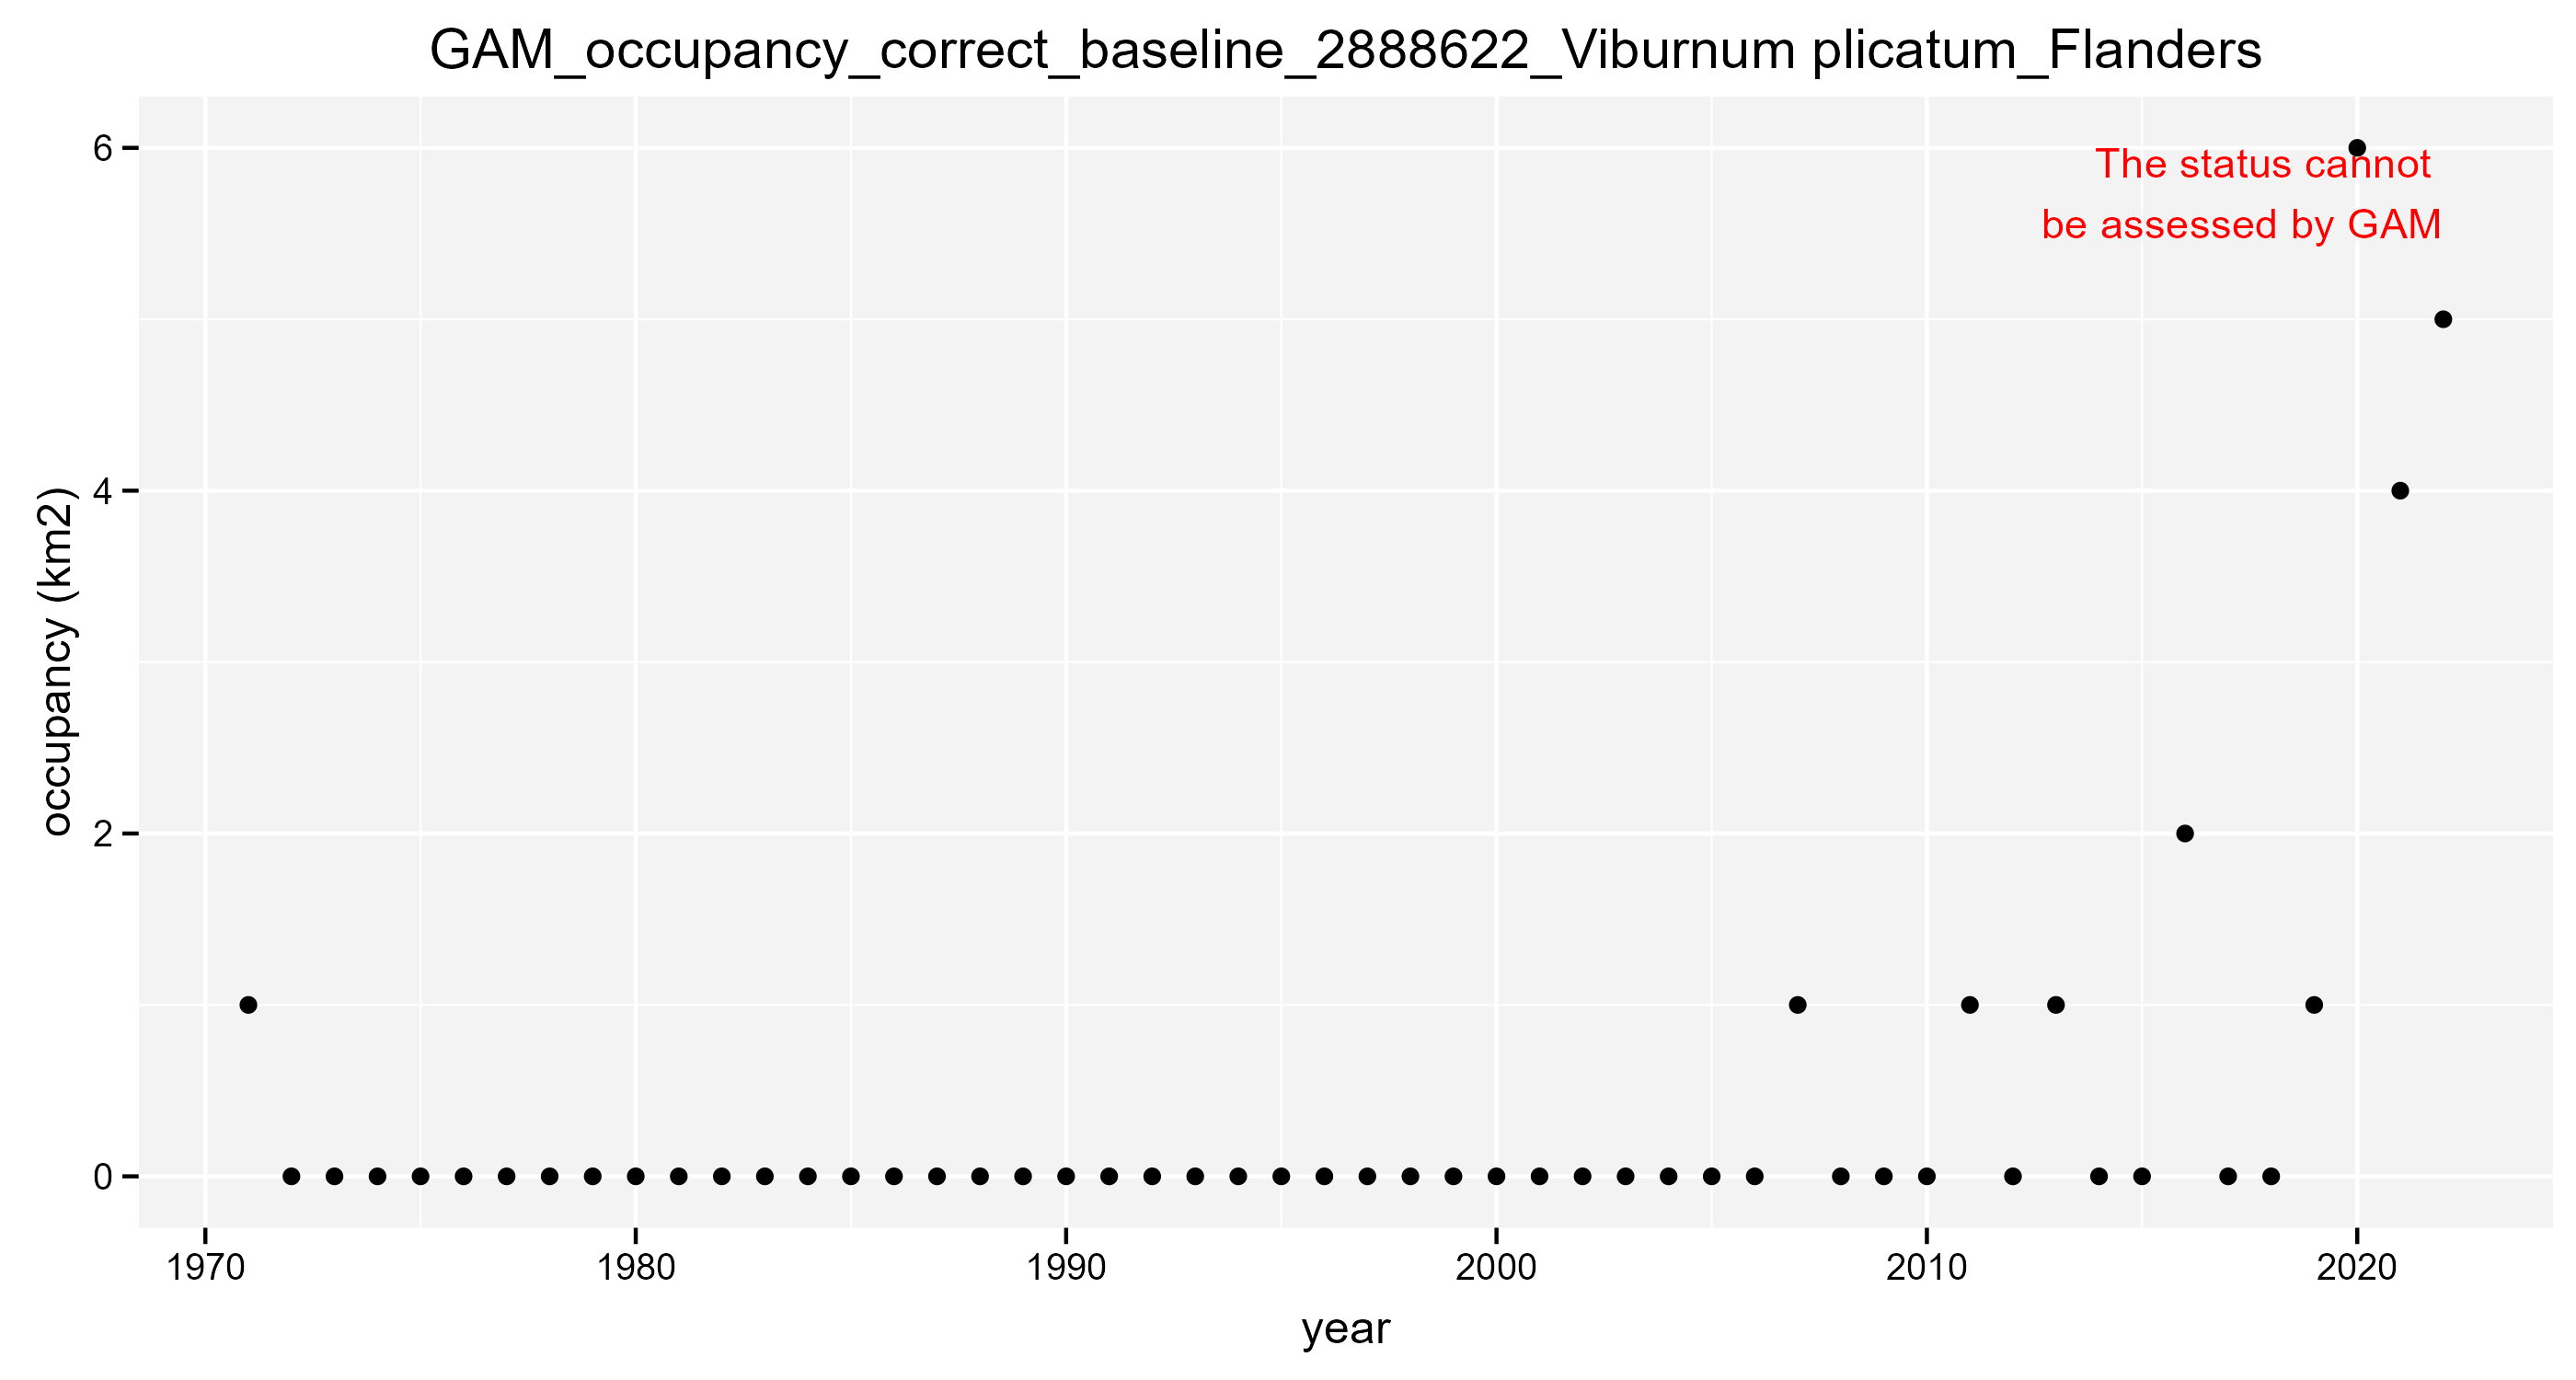 GAM_occupancy_correct_baseline_2888622_Viburnum plicatum_Flanders
6
The status cannot
be assessed by GAM
4
occupancy (km2)
2
0
1970 1980 1990 2000 2010 2020
year